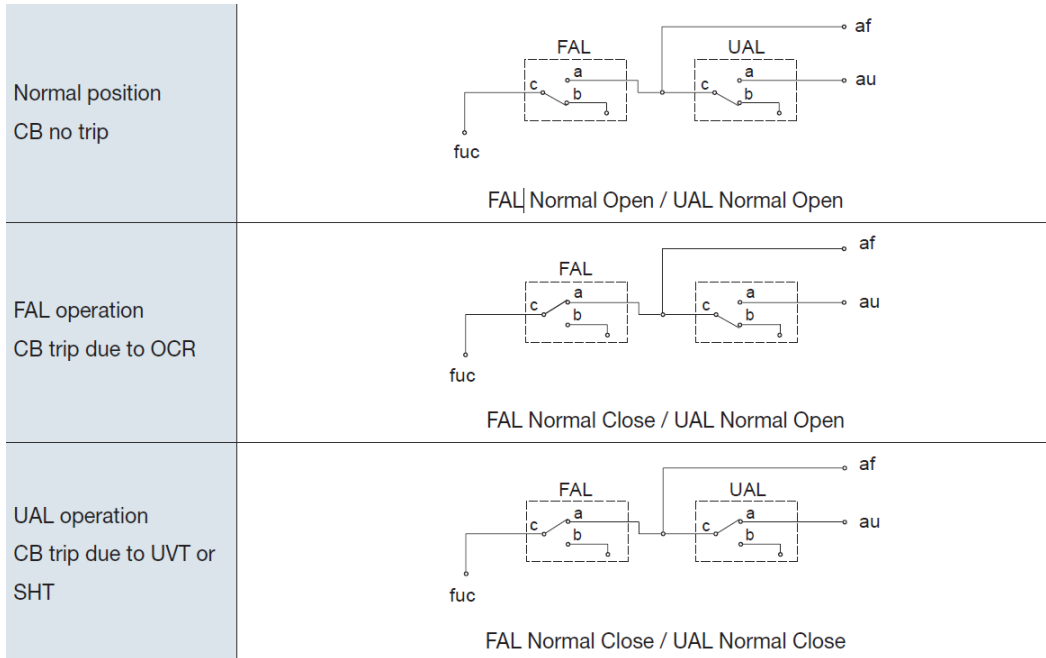 Normal position
CB no trip
af
FAL
UAL
a
a
au
c
b
c
b
fuc
FAL Normal Open / UAL Normal Open
FAL operation
CB trip due to OCR
af
FAL
a
a
au
c
b
c
b
fuc
FAL Normal Close / UAL Normal Open
UAL operation
CB trip due to UVT or
SHT
af
FAL
UAL
a
a
au
c
b
c
b
fuc
FAL Normal Close / UAL Normal Close